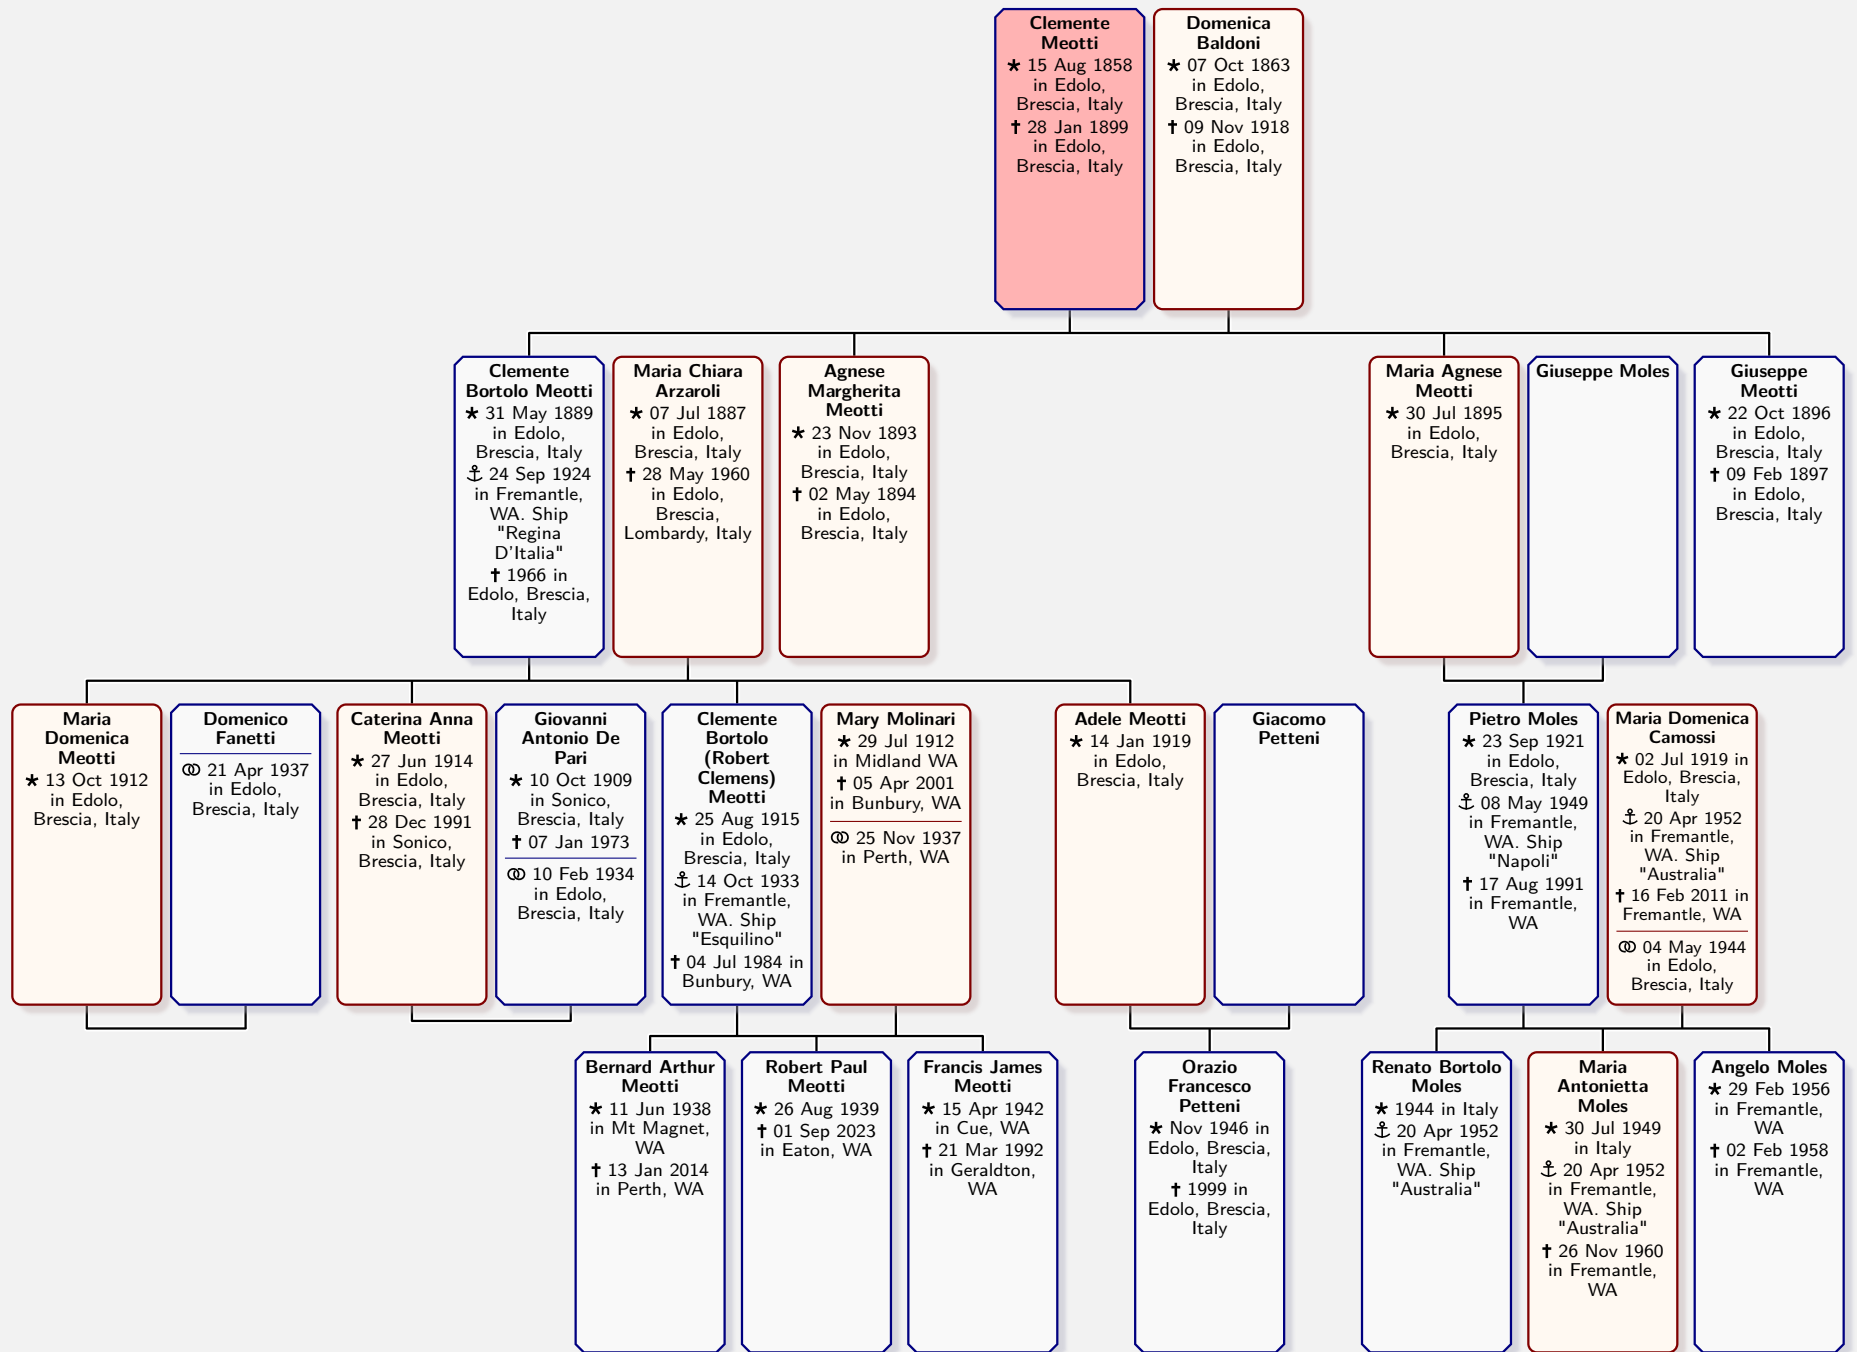 Clemente
Meotti
★ 15 Aug 1858
in Edolo,
Brescia, Italy
✝ 28 Jan 1899
in Edolo,
Brescia, Italy
Domenica
Baldoni
★ 07 Oct 1863
in Edolo,
Brescia, Italy
✝ 09 Nov 1918
in Edolo,
Brescia, Italy
Clemente
Bortolo Meotti
★ 31 May 1889
in Edolo,
Brescia, Italy
⚓ 24 Sep 1924
in Fremantle,
WA. Ship
"Regina
D'Italia"
✝ 1966 in
Edolo, Brescia,
Italy
Maria Chiara
Arzaroli
★ 07 Jul 1887
in Edolo,
Brescia, Italy
✝ 28 May 1960
in Edolo,
Brescia,
Lombardy, Italy
Agnese
Margherita
Meotti
★ 23 Nov 1893
in Edolo,
Brescia, Italy
✝ 02 May 1894
in Edolo,
Brescia, Italy
Maria Agnese
Meotti
★ 30 Jul 1895
in Edolo,
Brescia, Italy
Giuseppe Moles
Giuseppe
Meotti
★ 22 Oct 1896
in Edolo,
Brescia, Italy
✝ 09 Feb 1897
in Edolo,
Brescia, Italy
Maria
Domenica
Meotti
★ 13 Oct 1912
in Edolo,
Brescia, Italy
Domenico
Fanetti
⚭ 21 Apr 1937
in Edolo,
Brescia, Italy
Caterina Anna
Meotti
★ 27 Jun 1914
in Edolo,
Brescia, Italy
✝ 28 Dec 1991
in Sonico,
Brescia, Italy
Giovanni
Antonio De
Pari
★ 10 Oct 1909
in Sonico,
Brescia, Italy
✝ 07 Jan 1973
⚭ 10 Feb 1934
in Edolo,
Brescia, Italy
Clemente
Bortolo
(Robert
Clemens)
Meotti
★ 25 Aug 1915
in Edolo,
Brescia, Italy
⚓ 14 Oct 1933
in Fremantle,
WA. Ship
"Esquilino"
✝ 04 Jul 1984 in
Bunbury, WA
Mary Molinari
★ 29 Jul 1912
in Midland WA
✝ 05 Apr 2001
in Bunbury, WA
⚭ 25 Nov 1937
in Perth, WA
Adele Meotti
★ 14 Jan 1919
in Edolo,
Brescia, Italy
Giacomo
Petteni
Pietro Moles
★ 23 Sep 1921
in Edolo,
Brescia, Italy
⚓ 08 May 1949
in Fremantle,
WA. Ship
"Napoli"
✝ 17 Aug 1991
in Fremantle,
WA
Maria Domenica
Camossi
★ 02 Jul 1919 in
Edolo, Brescia,
Italy
⚓ 20 Apr 1952
in Fremantle,
WA. Ship
"Australia"
✝ 16 Feb 2011 in
Fremantle, WA
⚭ 04 May 1944
in Edolo,
Brescia, Italy
Bernard Arthur
Meotti
★ 11 Jun 1938
in Mt Magnet,
WA
✝ 13 Jan 2014
in Perth, WA
Robert Paul
Meotti
★ 26 Aug 1939
✝ 01 Sep 2023
in Eaton, WA
Francis James
Meotti
★ 15 Apr 1942
in Cue, WA
✝ 21 Mar 1992
in Geraldton,
WA
Orazio
Francesco
Petteni
★ Nov 1946 in
Edolo, Brescia,
Italy
✝ 1999 in
Edolo, Brescia,
Italy
Renato Bortolo
Moles
★ 1944 in Italy
⚓ 20 Apr 1952
in Fremantle,
WA. Ship
"Australia"
Maria
Antonietta
Moles
★ 30 Jul 1949
in Italy
⚓ 20 Apr 1952
in Fremantle,
WA. Ship
"Australia"
✝ 26 Nov 1960
in Fremantle,
WA
Angelo Moles
★ 29 Feb 1956
in Fremantle,
WA
✝ 02 Feb 1958
in Fremantle,
WA